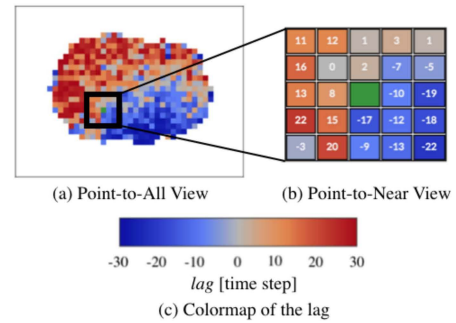 11 12 1 3 1
16 0 2 -7 -5
13 8 -10 -19
22 15 -17 -12 -18
-3 20 -9 -13 -22
(a) Point-to-All View
(b) Point-to-Near View
-30 -20 -10 0 10 20 30
lag [time step]
(c) Colormap of the lag